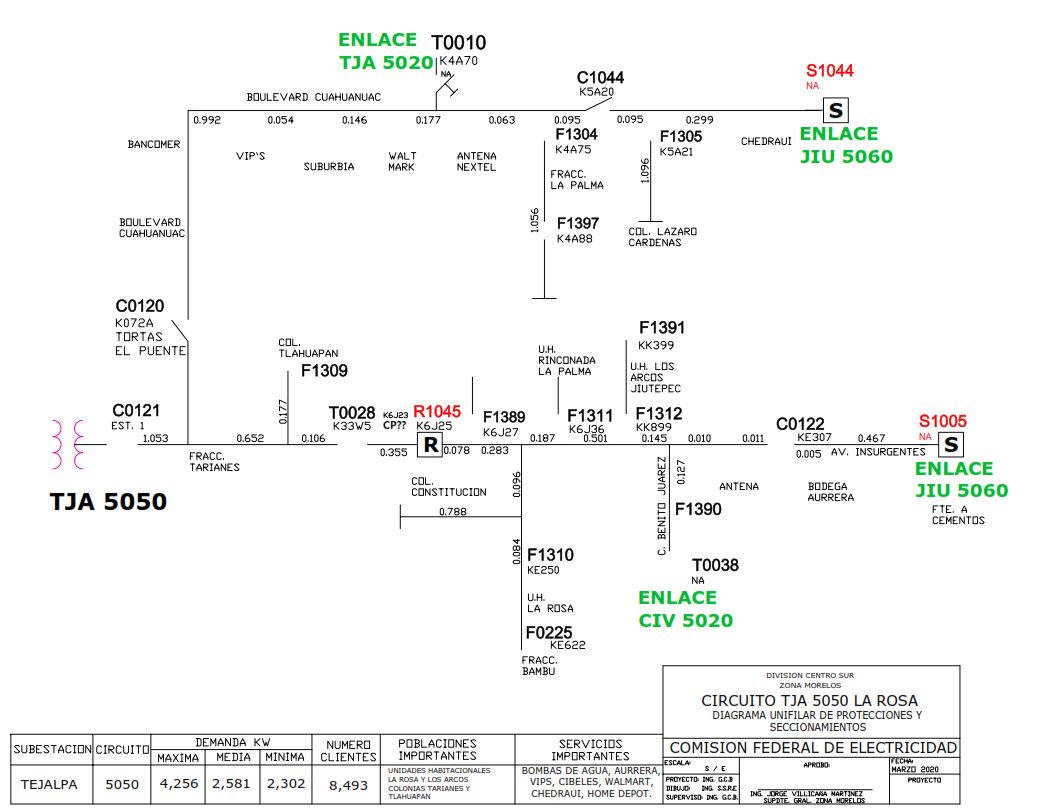 ENLACE
TJA 5020
T0010
K4A70
NA
BOULEVARD CUAHUANUAC
C1044
K5A20
S1044
NA
S
0.992
0.054
0.146
0.177
0.063
0.095
0.095
0.299
ENLACE
JIU 5060
BANCOMER
VIP'S
SUBURBIA
WALT
MARK
ANTENA
NEXTEL
F1304
K4A75
FRACC.
LA PALMA
F1305
K5A21
CHEDRAUI
1.096
BOULEVARD
CUAHUANUAC
1.056
F1397
K4A88
COL. LAZARO
CARDENAS
C0120
K072A
TORTAS
EL PUENTE
COL.
TLAHUAPAN
F1309
U.H.
RINCONADA
LA PALMA
F1391
KK399
U.H. LOS
ARCOS
JIUTEPEC
C0121
EST. 1
0.177
T0028
K33W5
K6J23
CP??
R1045
K6J25
R
F1389
K6J27
F1311
K6J36
F1312
KK899
C0122
KE307
S1005
NA
S
1.053
0.652
0.106
0.355
0.078
0.283
0.187
0.501
0.145
0.010
0.011
0.005
0.467
AV. INSURGENTES
FRACC.
TARIANES
ENLACE
JIU 5060
TJA 5050
COL.
CONSTITUCION
0.096
0.788
0.084
C. BENITO JUAREZ
0.127
F1390
ANTENA
BODEGA
AURRERA
FTE. A
CEMENTOS
F1310
KE250
U.H.
LA ROSA
F0225
KE622
FRACC.
BAMBU
T0038
NA
ENLACE
CIV 5020
DIVISION CENTRO SUR
ZONA MORELOS
CIRCUITO TJA 5050 LA ROSA
DIAGRAMA UNIFILAR DE PROTECCIONES Y
SECCIONAMIENTOS
COMISION FEDERAL DE ELECTRICIDAD
ESCALA:
S / E
APROBO:
FECHA:
MARZO 2020
PROYECTO: ING. G.C.B
DIBUJO: ING. S.S.R.E
SUPERVISO: ING. G.C.B.
ING. JORGE VILLICAÑA MARTINEZ
SUPDTE. GRAL. ZONA MORELOS
PROYECTO
SUBESTACION
CIRCUITO
DEMANDA KW
MAXIMA
MEDIA
MINIMA
NUMERO
CLIENTES
POBLACIONES
IMPORTANTES
SERVICIOS
IMPORTANTES
TEJALPA
5050
4,256
2,581
2,302
8,493
UNIDADES HABITACIONALES
LA ROSA Y LOS ARCOS
COLONIAS TARIANES Y
TLAHUAPAN
BOMBAS DE AGUA, AURRERA,
VIPS, CIBELES, WALMART,
CHEDRAUI, HOME DEPOT.